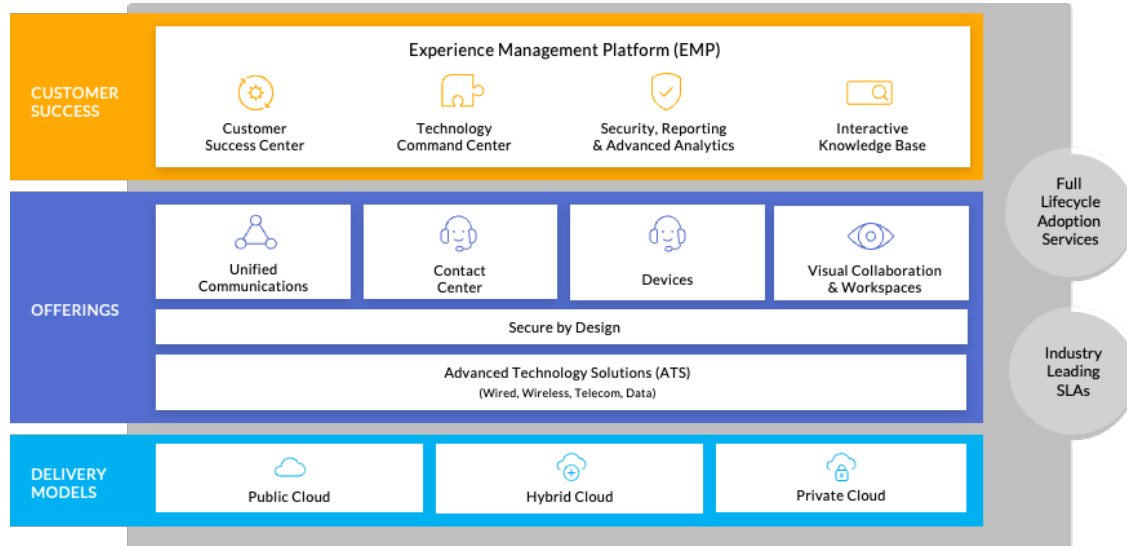 Experience Management Platform (EMP)
CUSTOMER
SUCCESS
Customer
Success Center
Technology
Command Center
Security, Reporting
& Advanced Analytics
Interactive
Knowledge Base
Full
Lifecycle
Adoption
Services
OFFERINGS
Unified
Communications
Contact
Center
Devices
Visual Collaboration
& Workspaces
Secure by Design
Advanced Technology Solutions (ATS)
(Wired, Wireless, Telecom, Data)
Industry
Leading
SLAs
DELIVERY
MODELS
Public Cloud
Hybrid Cloud
Private Cloud